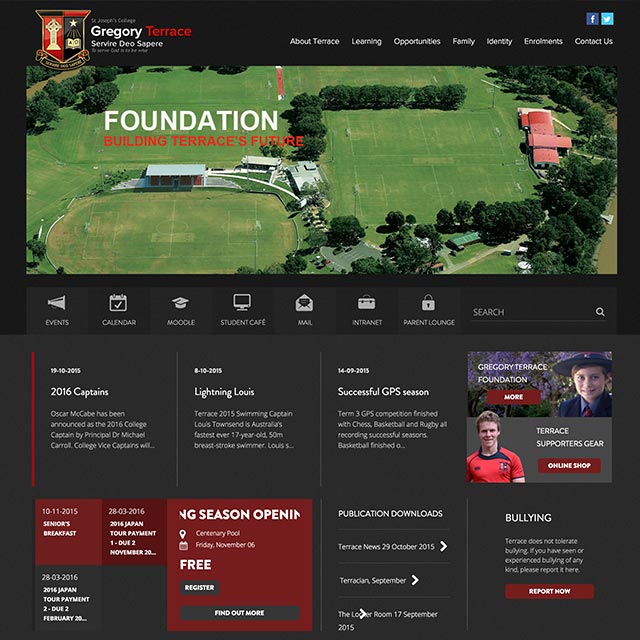 St Joseph's College
Gregory Terrace
Servire Deo Sapere
To serve God is to be wise
SERVIRE DEO SAPERE
About Terrace Learning Opportunities Family Identity Enrolments Contact Us
FOUNDATION
BUILDING TERRACE'S FUTURE
EVENTS CALENDAR MOODLE STUDENT CAFÉ MAIL INTRANET PARENT LOUNGE SEARCH
19-10-2015
2016 Captains
Oscar McCabe has been
announced as the 2016 College
Captain by Principal Dr Michael
Carroll. College Vice Captains will...
8-10-2015
Lightning Louis
Terrace 2015 Swimming Captain
Louis Townsend is Australia's
fastest ever 17-year-old, 50m
breast-stroke swimmer. Louis s...
14-09-2015
Successful GPS season
Term 3 GPS competition finished
with Chess, Basketball and Rugby all
recording successful seasons.
Basketball finished o...
GREGORY TERRACE
FOUNDATION
MORE
TERRACE
SUPPORTERS GEAR
ONLINE SHOP
10-11-2015
SENIOR'S
BREAKFAST
28-03-2016
2016 JAPAN
TOUR PAYMENT
1 - DUE 2
NOVEMBER 20...
28-03-2016
2016 JAPAN
TOUR PAYMENT
2 - DUE 2
FEBRUARY 20...
NG SEASON OPENIN
Centenary Pool
Friday, November 06
FREE
REGISTER
FIND OUT MORE
PUBLICATION DOWNLOADS
Terrace News 29 October 2015
Terracian, September
The Locker Room 17 September
2015
BULLYING
Terrace does not tolerate
bullying. If you have seen or
experienced bullying of any
kind, please report it here.
REPORT NOW